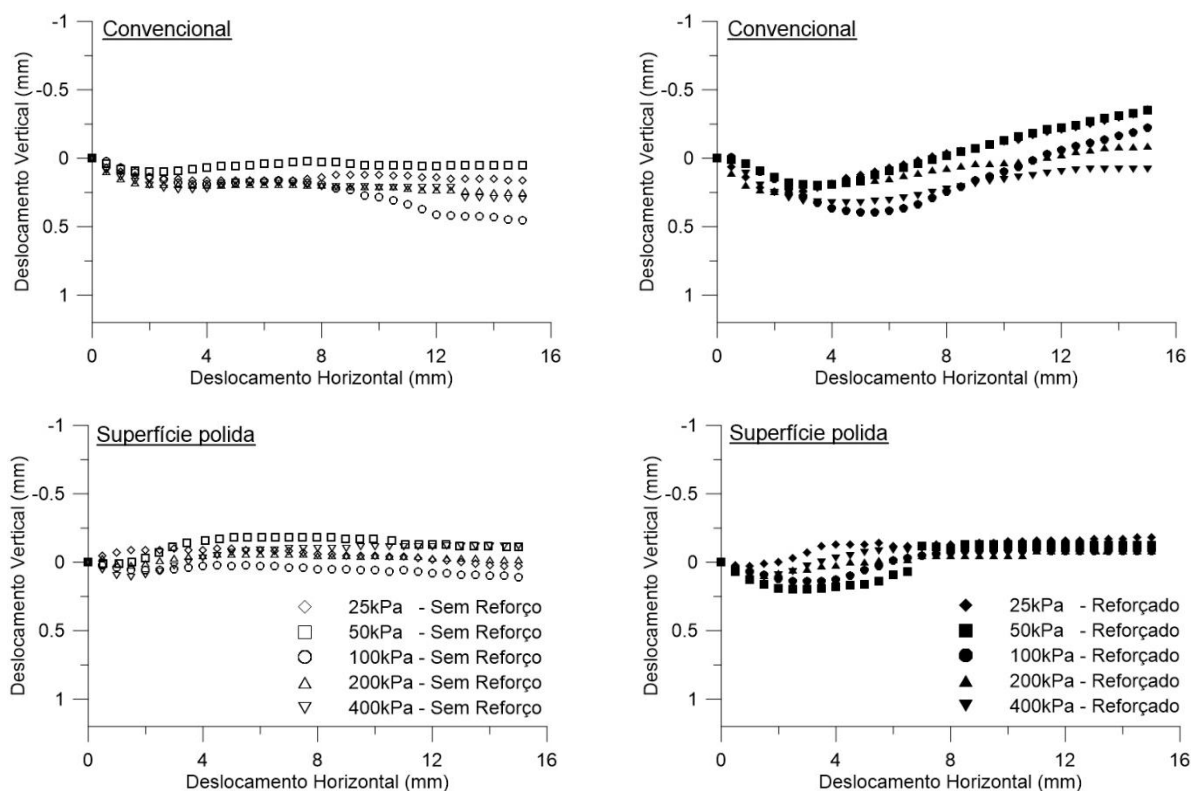 Convencional
Deslocamento Vertical (mm)
-1
-0.5
0
0.5
1
0 4 8 12 16
Deslocamento Horizontal (mm)
Convencional
Deslocamento Vertical (mm)
-1
-0.5
0
0.5
1
0 4 8 12 16
Deslocamento Horizontal (mm)
Superfície polida
Deslocamento Vertical (mm)
-1
-0.5
0
0.5
1
25kPa - Sem Reforço
50kPa - Sem Reforço
100kPa - Sem Reforço
200kPa - Sem Reforço
400kPa - Sem Reforço
0 4 8 12 16
Deslocamento Horizontal (mm)
Superfície polida
Deslocamento Vertical (mm)
-1
-0.5
0
0.5
1
25kPa - Reforçado
50kPa - Reforçado
100kPa - Reforçado
200kPa - Reforçado
400kPa - Reforçado
0 4 8 12 16
Deslocamento Horizontal (mm)